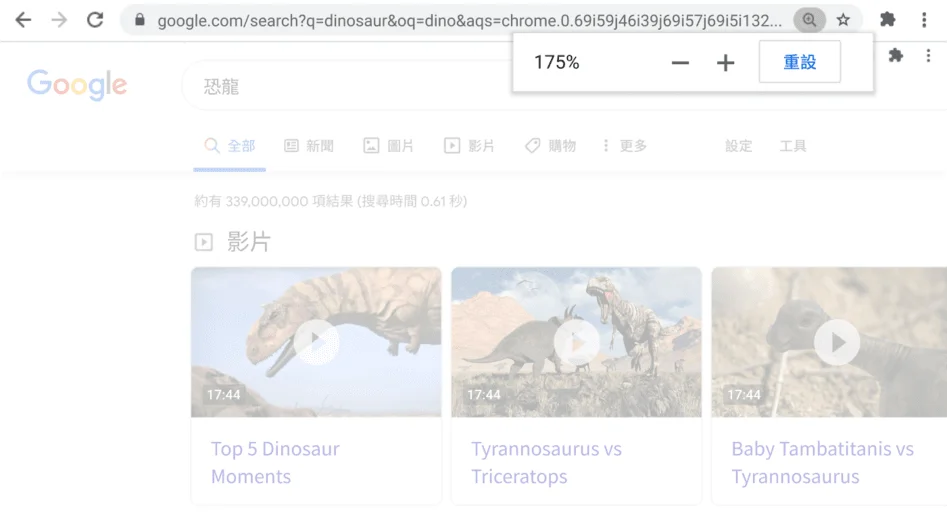 google.com/search?q=dinosaur&oq=dino&aqs=chrome.0.69i59j46i39j69i57j69i5i132...
175%
重設
Google
恐龍
全部 新聞 圖片 影片 購物 更多 設定 工具
約有 339,000,000 項結果 (搜尋時間 0.61 秒)
影片
17:44
17:44
17:44
Top 5 Dinosaur
Moments
Tyrannosaurus vs
Triceratops
Baby Tambatitanis vs
Tyrannosaurus